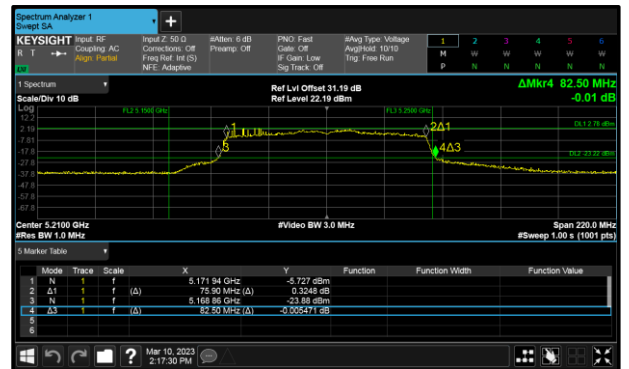 Spectrum Analyzer 1
Swept SA
KEYSIGHT
R T
LXI
Input: RF
Coupling: AC
Align: Partial
Input Z: 50 Ω
Corrections: Off
Freq Ref: Int (S)
NFE: Adaptive
#Atten: 6 dB
Preamp: Off
PNO: Fast
Gate: Off
IF Gain: Low
Sig Track: Off
#Avg Type: Voltage
Avg|Hold: 10/10
Trig: Free Run
1 2 3 4 5 6
M W W W W W
P N N N N N
1 Spectrum
Scale/Div 10 dB
Ref Lvl Offset 31.19 dB
Ref Level 22.19 dBm
ΔMkr4 82.50 MHz
-0.01 dB
Log
12.2
2.19
-7.81
-17.8
-27.8
-37.8
-47.8
-57.8
-67.8
FL2 5.1500 GHz
FL3 5.2500 GHz
DL1 2.78 dBm
DL2 -23.22 dBm
1
2Δ1
3
4Δ3
Center 5.2100 GHz
#Res BW 1.0 MHz
#Video BW 3.0 MHz
Span 220.0 MHz
#Sweep 1.00 s (1001 pts)
5 Marker Table
Mode Trace Scale X Y Function Function Width Function Value
1 N 1 f 5.171 94 GHz -5.727 dBm
2 Δ1 1 f (Δ) 75.90 MHz (Δ) 0.3248 dB
3 N 1 f 5.168 86 GHz -23.88 dBm
4 Δ3 1 f (Δ) 82.50 MHz (Δ) -0.005471 dB
5
6
?
Mar 10, 2023
2:17:30 PM